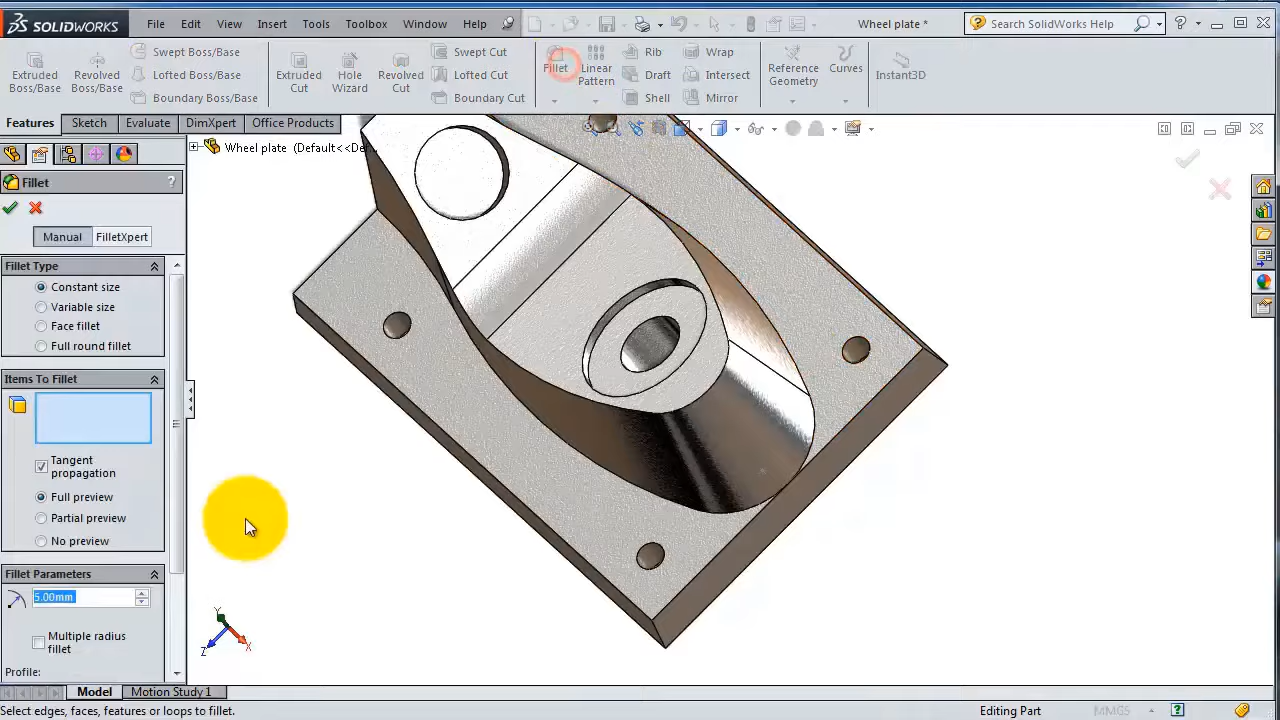 SOLIDWORKS File Edit View Insert Tools Toolbox Window Help Wheel plate * Search SolidWorks Help
Extruded Boss/Base
Revolved Boss/Base
Swept Boss/Base
Lofted Boss/Base
Boundary Boss/Base
Extruded Cut
Hole Wizard
Revolved Cut
Swept Cut
Lofted Cut
Boundary Cut
Fillet
Linear Pattern
Rib
Draft
Shell
Wrap
Intersect
Mirror
Reference Geometry
Curves
Instant3D
Features Sketch Evaluate DimXpert Office Products
Wheel plate (Default<<Def...
Fillet ?
Manual FilletXpert
Fillet Type
Constant size
Variable size
Face fillet
Full round fillet
Items To Fillet
Tangent
propagation
Full preview
Partial preview
No preview
Fillet Parameters
5.00mm
Multiple radius
fillet
Profile:
Y
Z X
Model Motion Study 1
Select edges, faces, features or loops to fillet. Editing Part MMGS